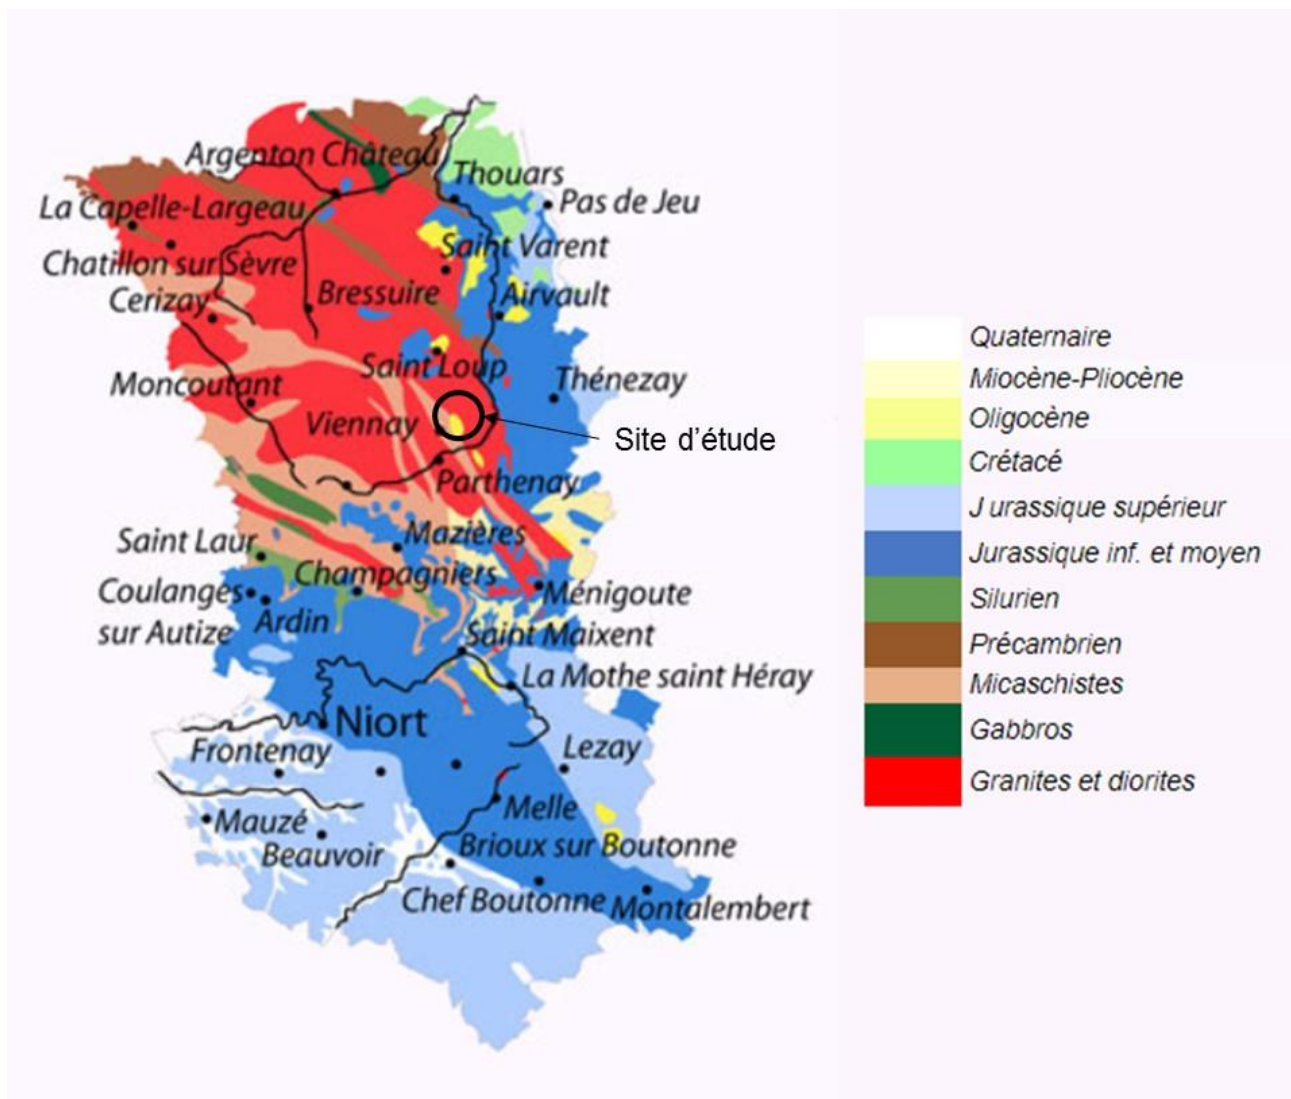 Argenton Château
Thouars
La Capelle-Largeau
Pas de Jeu
Saint Varent
Chatillon sur Sèvre
Cerizay
Bressuire
Airvault
Saint Loup
Moncoutant
Thénezay
Viennay
Site d'étude
Parthenay
Saint Laur
Mazières
Champagniers
Coulanges
sur Autize
Ardin
Ménigoute
Saint Maixent
La Mothe saint Héray
Niort
Frontenay
Lezay
Mauzé
Melle
Beauvoir
Brioux sur Boutonne
Chef Boutonne
Montalembert
Quaternaire
Miocène-Pliocène
Oligocène
Crétacé
Jurassique supérieur
Jurassique inf. et moyen
Silurien
Précambrien
Micaschistes
Gabbros
Granites et diorites